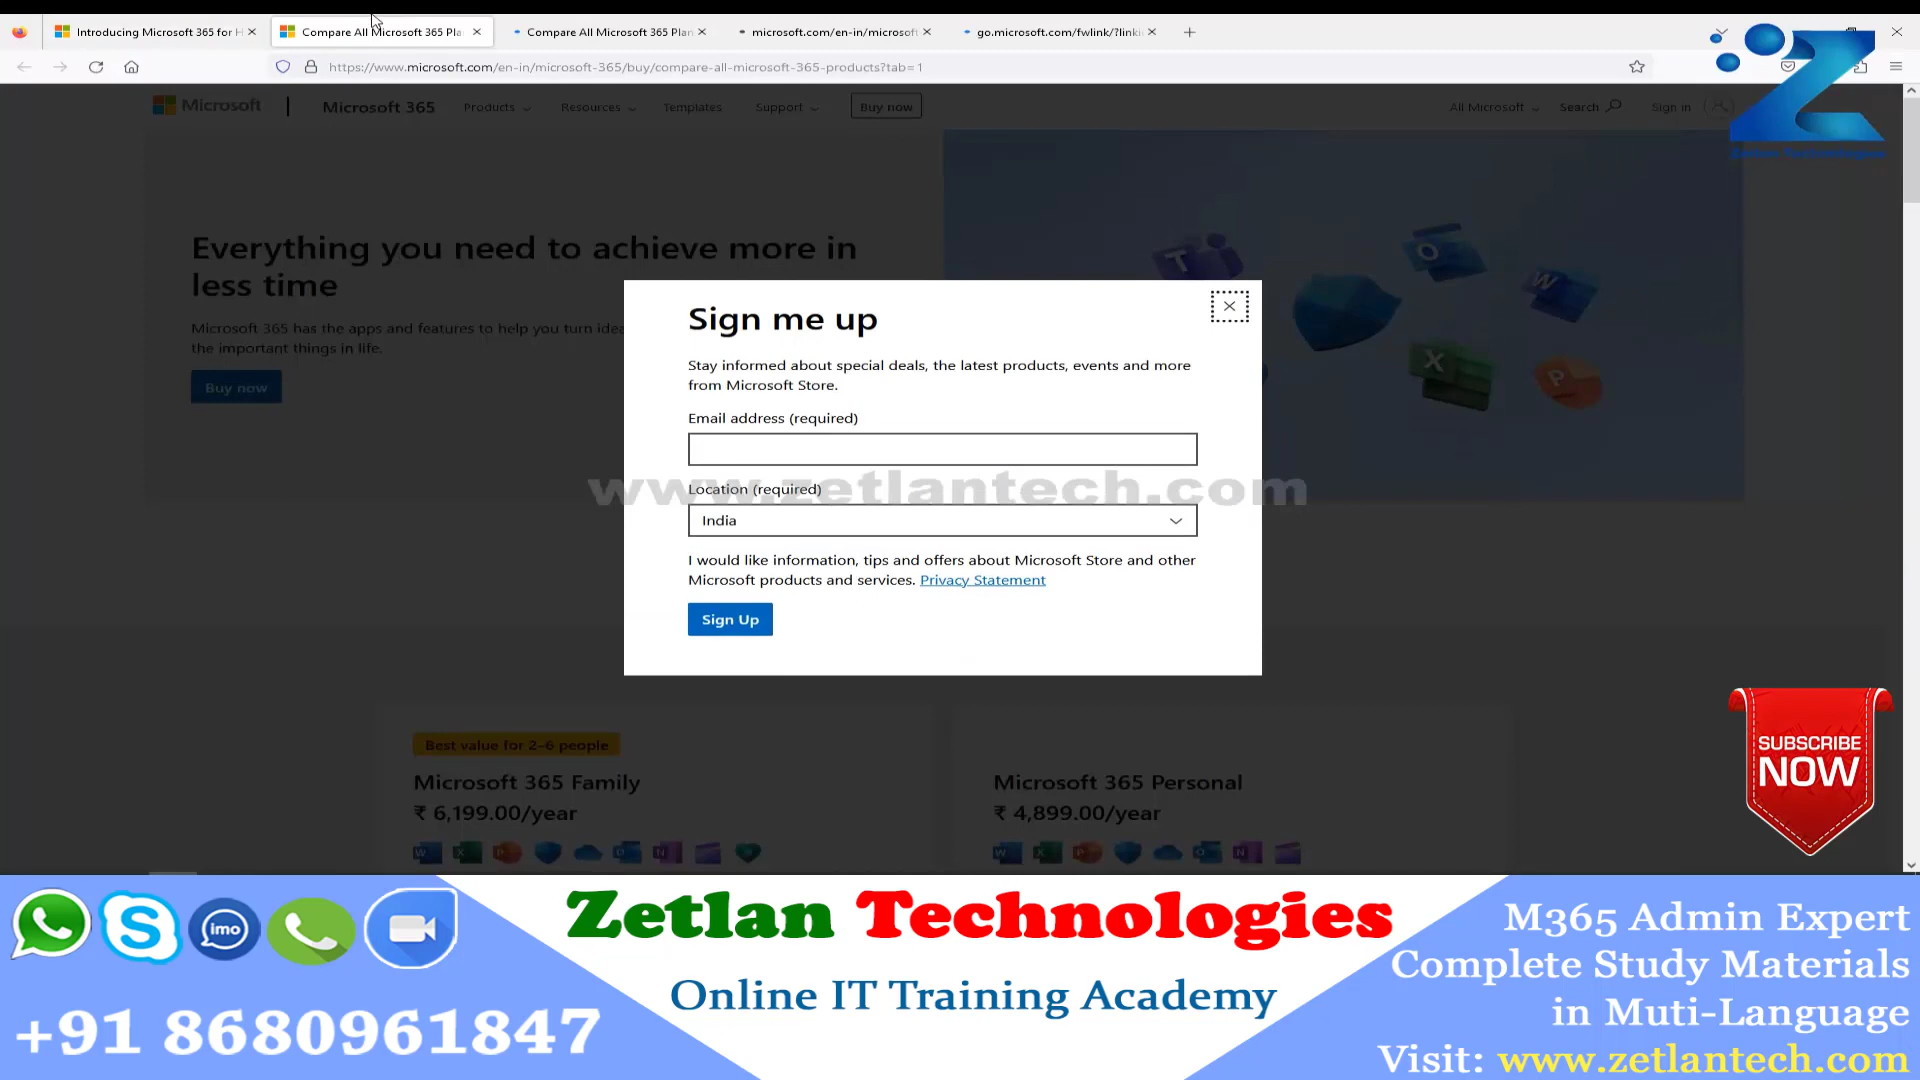 Introducing Microsoft 365 for H
Compare All Microsoft 365 Pla
Compare All Microsoft 365 Plan
microsoft.com/en-in/microsoft
go.microsoft.com/fwlink/?linki
https://www.microsoft.com/en-in/microsoft-365/buy/compare-all-microsoft-365-products?tab=1
Microsoft
Microsoft 365
Products
Resources
Templates
Support
Buy now
All Microsoft
Search
Sign in
Zetlan Technologies
Everything you need to achieve more in
less time
Microsoft 365 has the apps and features to help you turn idea
the important things in life.
Buy now
Sign me up
Stay informed about special deals, the latest products, events and more
from Microsoft Store.
Email address (required)
www.zetlantech.com
Location (required)
India
I would like information, tips and offers about Microsoft Store and other
Microsoft products and services. Privacy Statement
Sign Up
Best value for 2–6 people
Microsoft 365 Family
₹ 6,199.00/year
Microsoft 365 Personal
₹ 4,899.00/year
SUBSCRIBE
NOW
imo
+91 8680961847
Zetlan Technologies
Online IT Training Academy
M365 Admin Expert
Complete Study Materials
in Muti-Language
Visit: www.zetlantech.com